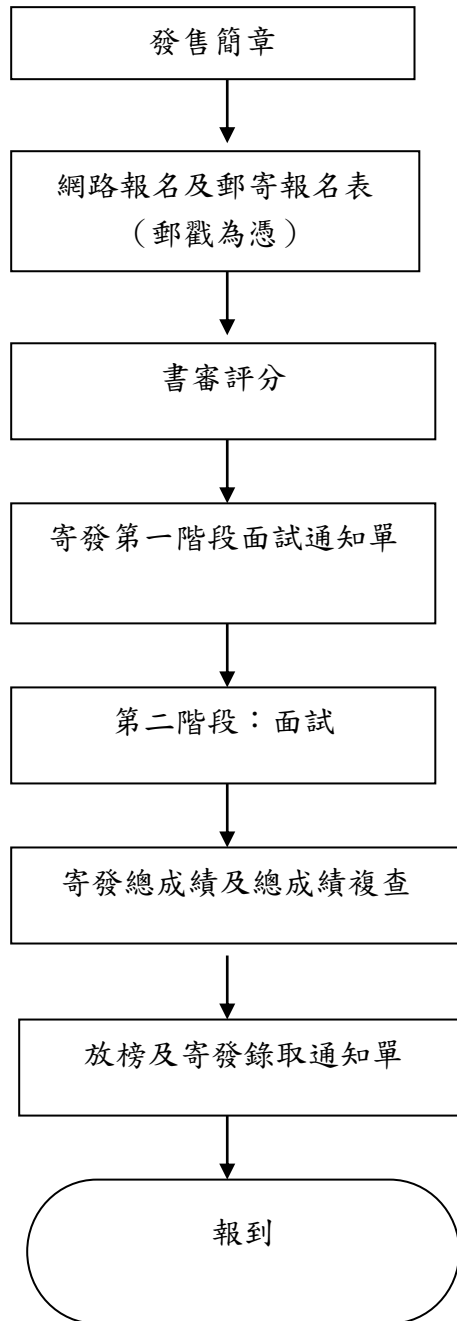 發售簡章
網路報名及郵寄報名表
（郵戳為憑）
書審評分
寄發第一階段面試通知單
第二階段：面試
寄發總成績及總成績複查
放榜及寄發錄取通知單
報到